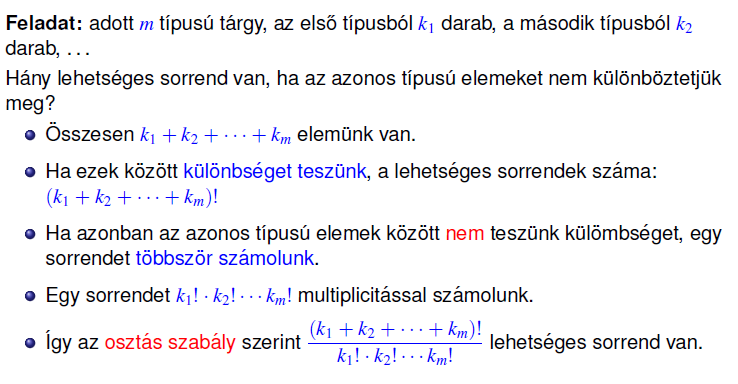 Feladat: adott m típusú tárgy, az első típusból k₁ darab, a második típusból k₂
darab, ...
Hány lehetséges sorrend van, ha az azonos típusú elemeket nem különböztetjük
meg?
Összesen k₁ + k₂ + ⋯ + kₘ elemünk van.
Ha ezek között különbséget teszünk, a lehetséges sorrendek száma:
(k₁ + k₂ + ⋯ + kₘ)!
Ha azonban az azonos típusú elemek között nem teszünk külömbséget, egy
sorrendet többször számolunk.
Egy sorrendet k₁! · k₂! ⋯ kₘ! multiplicitással számolunk.
Így az osztás szabály szerint (k₁ + k₂ + ⋯ + kₘ)! / k₁! · k₂! ⋯ kₘ! lehetséges sorrend van.